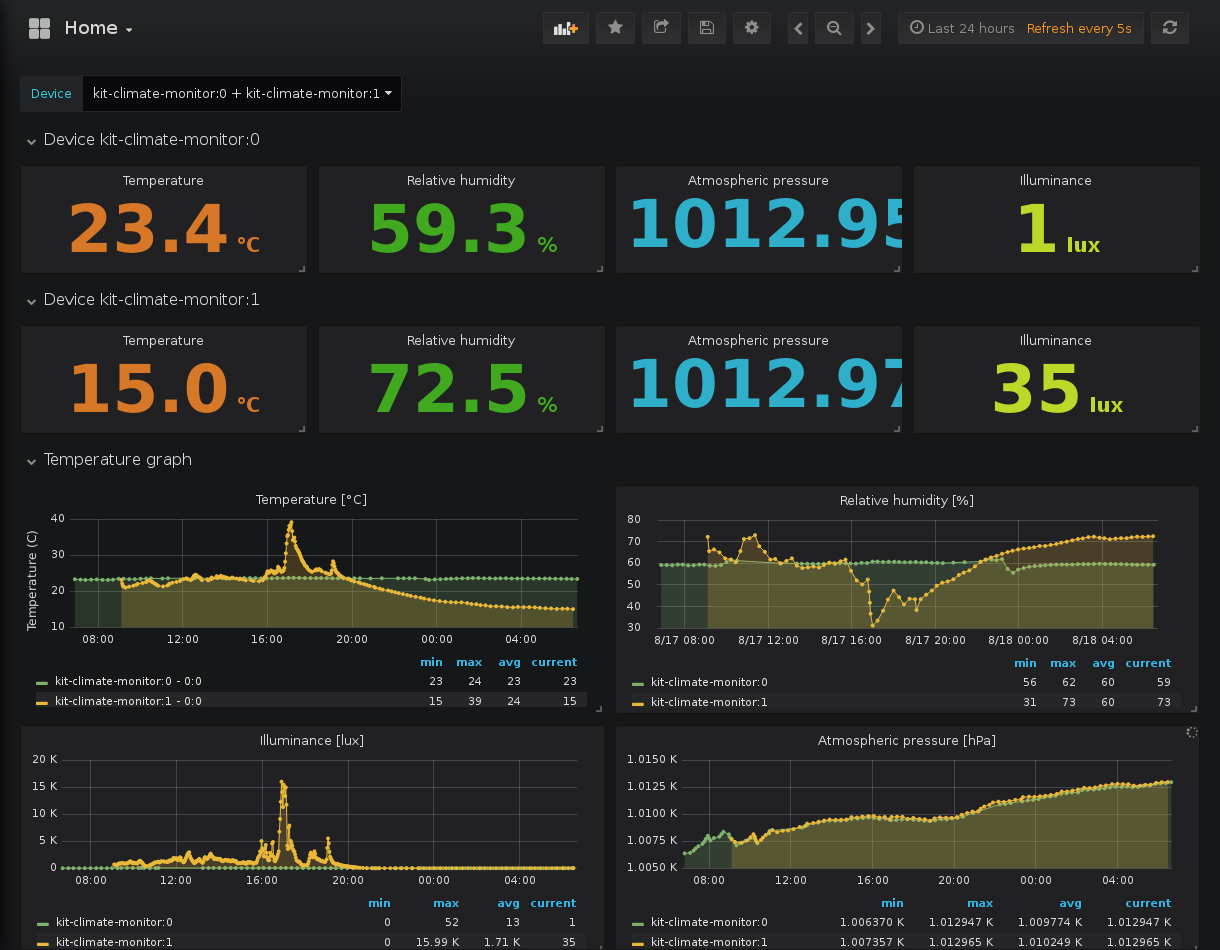 Home
Last 24 hours Refresh every 5s
Device kit-climate-monitor:0 + kit-climate-monitor:1
Device kit-climate-monitor:0
Temperature Relative humidity Atmospheric pressure Illuminance
23.4 °C 59.3 % 1012.95 1 lux
Device kit-climate-monitor:1
Temperature Relative humidity Atmospheric pressure Illuminance
15.0 °C 72.5 % 1012.97 35 lux
Temperature graph
Temperature [°C]
Temperature (C)
40
30
20
10
08:00 12:00 16:00 20:00 00:00 04:00
min max avg current
kit-climate-monitor:0 - 0:0 23 24 23 23
kit-climate-monitor:1 - 0:0 15 39 24 15
Relative humidity [%]
80
70
60
50
40
30
8/17 08:00 8/17 12:00 8/17 16:00 8/17 20:00 8/18 00:00 8/18 04:00
min max avg current
kit-climate-monitor:0 56 62 60 59
kit-climate-monitor:1 31 73 60 73
Illuminance [lux]
20 K
15 K
10 K
5 K
0
08:00 12:00 16:00 20:00 00:00 04:00
min max avg current
kit-climate-monitor:0 0 52 13 1
kit-climate-monitor:1 0 15.99 K 1.71 K 35
Atmospheric pressure [hPa]
1.0150 K
1.0125 K
1.0100 K
1.0075 K
1.0050 K
08:00 12:00 16:00 20:00 00:00 04:00
min max avg current
kit-climate-monitor:0 1.006370 K 1.012947 K 1.009774 K 1.012947 K
kit-climate-monitor:1 1.007357 K 1.012965 K 1.010249 K 1.012965 K